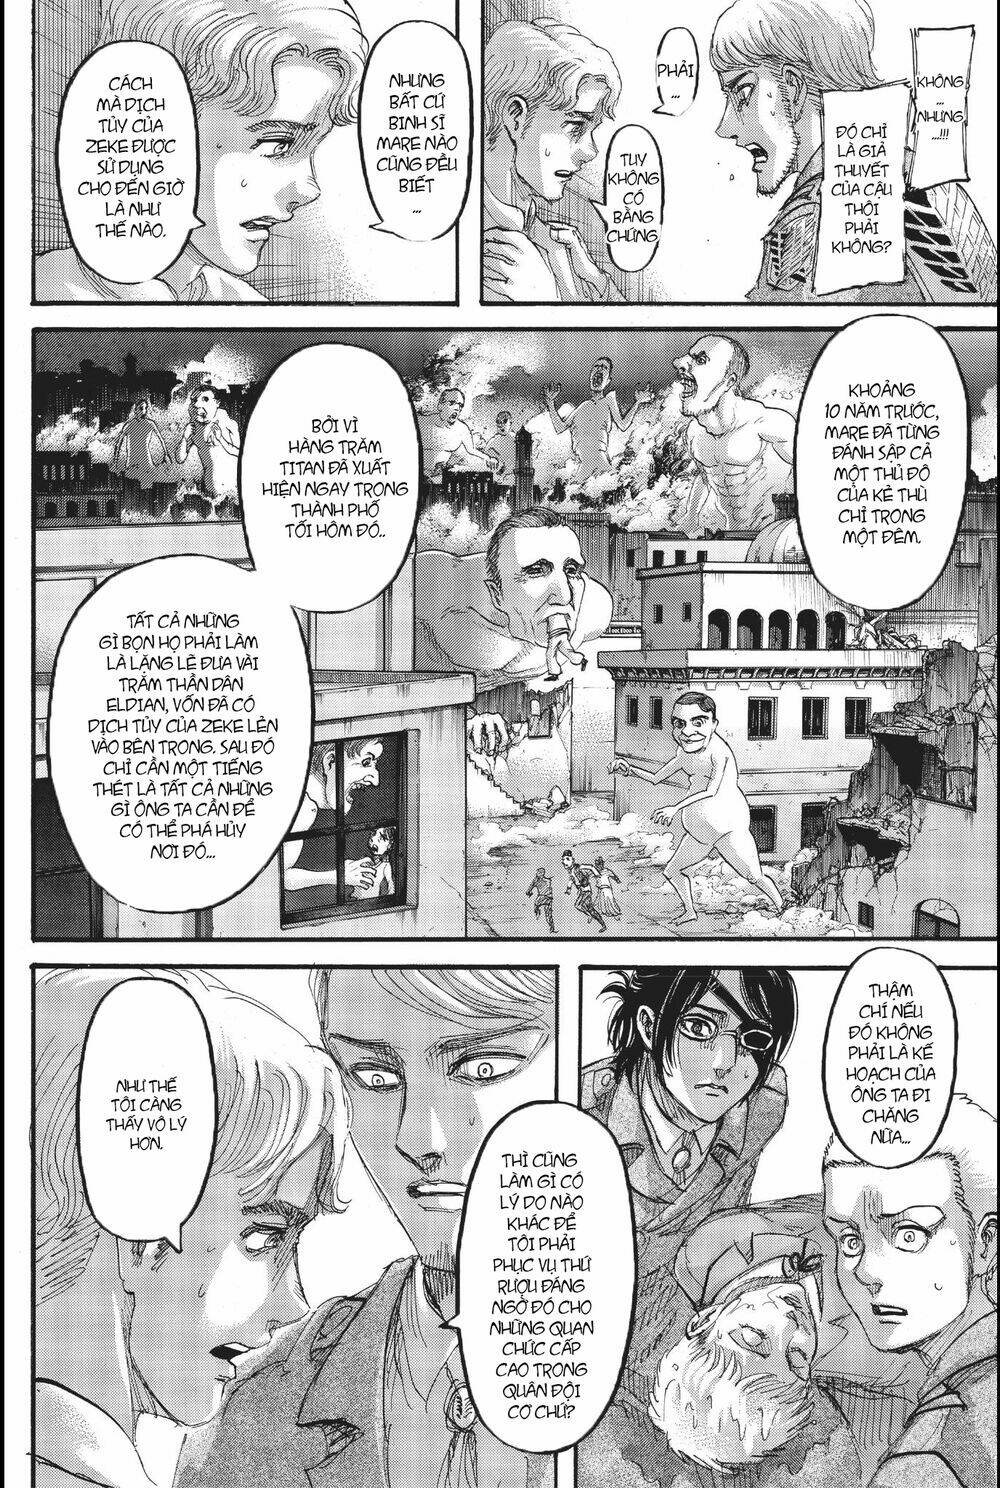 KHÔNG
...
NHƯNG
...!!!
ĐÓ CHỈ
LÀ GIẢ
THUYẾT
CỦA CẬU
THÔI
PHẢI
KHÔNG?
PHẢI
...
TUY
KHÔNG
CÓ
BẰNG
CHỨNG
NHƯNG
BẤT CỨ
BINH SĨ
MARE NÀO
CŨNG ĐỀU
BIẾT
...
CÁCH
MÀ DỊCH
TỦY CỦA
ZEKE ĐƯỢC
SỬ DỤNG
CHO ĐẾN GIỜ
LÀ NHƯ
THẾ NÀO.
KHOẢNG
10 NĂM TRƯỚC,
MARE ĐÃ TỪNG
ĐÁNH SẬP CẢ
MỘT THỦ ĐÔ
CỦA KẺ THÙ
CHỈ TRONG
MỘT ĐÊM.
BỞI VÌ
HÀNG TRĂM
TITAN ĐÃ XUẤT
HIỆN NGAY TRONG
THÀNH PHỐ
TỐI HÔM ĐÓ..
TẤT CẢ NHỮNG
GÌ BỌN HỌ PHẢI LÀM
LÀ LẶNG LẼ ĐƯA VÀI
TRĂM THẦN DÂN
ELDIAN, VỐN ĐÃ CÓ
DỊCH TỦY CỦA ZEKE LẺN
VÀO BÊN TRONG. SAU ĐÓ
CHỈ CẦN MỘT TIẾNG
THÉT LÀ TẤT CẢ NHỮNG
GÌ ÔNG TA CẦN ĐỂ
CÓ THỂ PHÁ HỦY
NƠI ĐÓ...
THẬM
CHÍ NẾU
ĐÓ KHÔNG
PHẢI LÀ KẾ
HOẠCH CỦA
ÔNG TA ĐI
CHĂNG
NỮA...
THÌ CŨNG
LÀM GÌ CÓ
LÝ DO NÀO
KHÁC ĐỂ
TÔI PHẢI
PHỤC VỤ THỨ
RƯỢU ĐÁNG
NGỜ ĐÓ CHO
NHỮNG QUAN
CHỨC CẤP
CAO TRONG
QUÂN ĐỘI
CƠ CHỨ?
NHƯ THẾ
TÔI CÀNG
THẤY VÔ LÝ
HƠN.